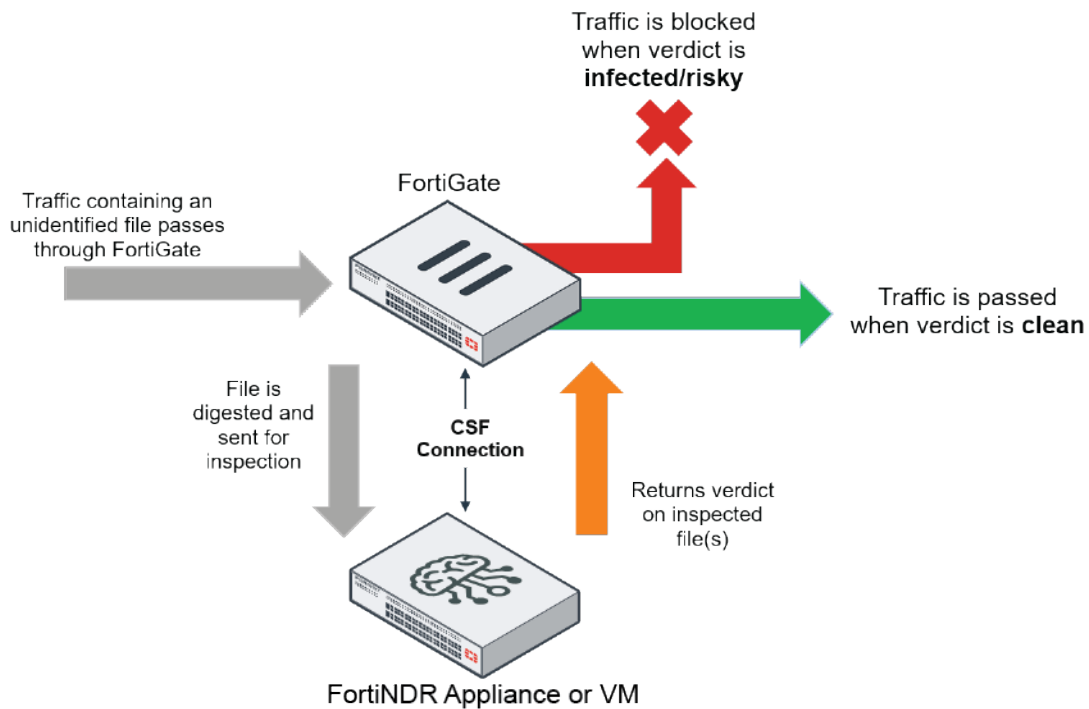 Traffic is blocked
when verdict is
infected/risky
FortiGate
Traffic containing an
unidentified file passes
through FortiGate
Traffic is passed
when verdict is clean
File is
digested and
sent for
inspection
CSF
Connection
Returns verdict
on inspected
file(s)
FortiNDR Appliance or VM